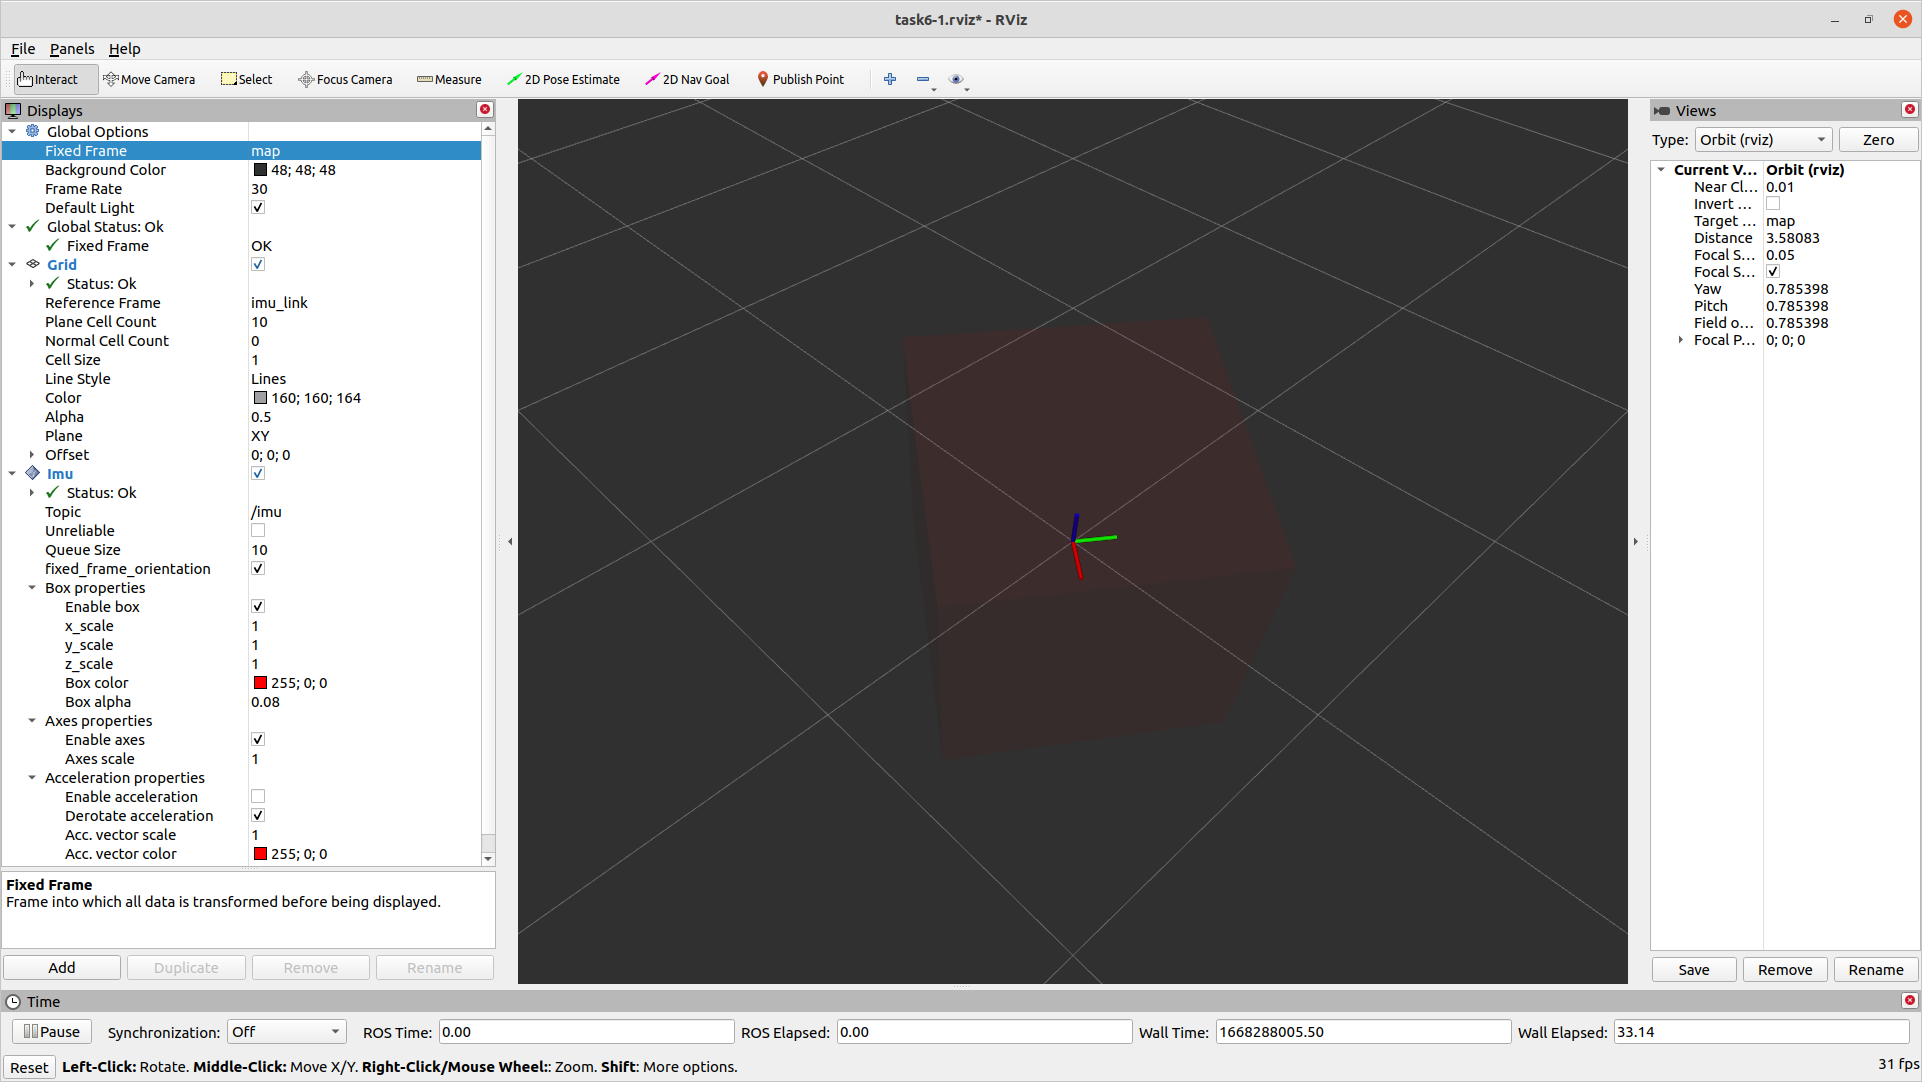 task6-1.rviz* - RViz
File Panels Help
Interact Move Camera Select Focus Camera Measure 2D Pose Estimate 2D Nav Goal Publish Point
Displays
Global Options
Fixed Frame map
Background Color 48; 48; 48
Frame Rate 30
Default Light
Global Status: Ok
Fixed Frame OK
Grid
Status: Ok
Reference Frame imu_link
Plane Cell Count 10
Normal Cell Count 0
Cell Size 1
Line Style Lines
Color 160; 160; 164
Alpha 0.5
Plane XY
Offset 0; 0; 0
Imu
Status: Ok
Topic /imu
Unreliable
Queue Size 10
fixed_frame_orientation
Box properties
Enable box
x_scale 1
y_scale 1
z_scale 1
Box color 255; 0; 0
Box alpha 0.08
Axes properties
Enable axes
Axes scale 1
Acceleration properties
Enable acceleration
Derotate acceleration
Acc. vector scale 1
Acc. vector color 255; 0; 0
Fixed Frame
Frame into which all data is transformed before being displayed.
Add Duplicate Remove Rename
Views
Type: Orbit (rviz) Zero
Current V... Orbit (rviz)
Near Cl... 0.01
Invert ...
Target ... map
Distance 3.58083
Focal S... 0.05
Focal S...
Yaw 0.785398
Pitch 0.785398
Field o... 0.785398
Focal P... 0; 0; 0
Save Remove Rename
Time
Pause Synchronization: Off ROS Time: 0.00 ROS Elapsed: 0.00 Wall Time: 1668288005.50 Wall Elapsed: 33.14
Reset Left-Click: Rotate. Middle-Click: Move X/Y. Right-Click/Mouse Wheel:: Zoom. Shift: More options. 31 fps